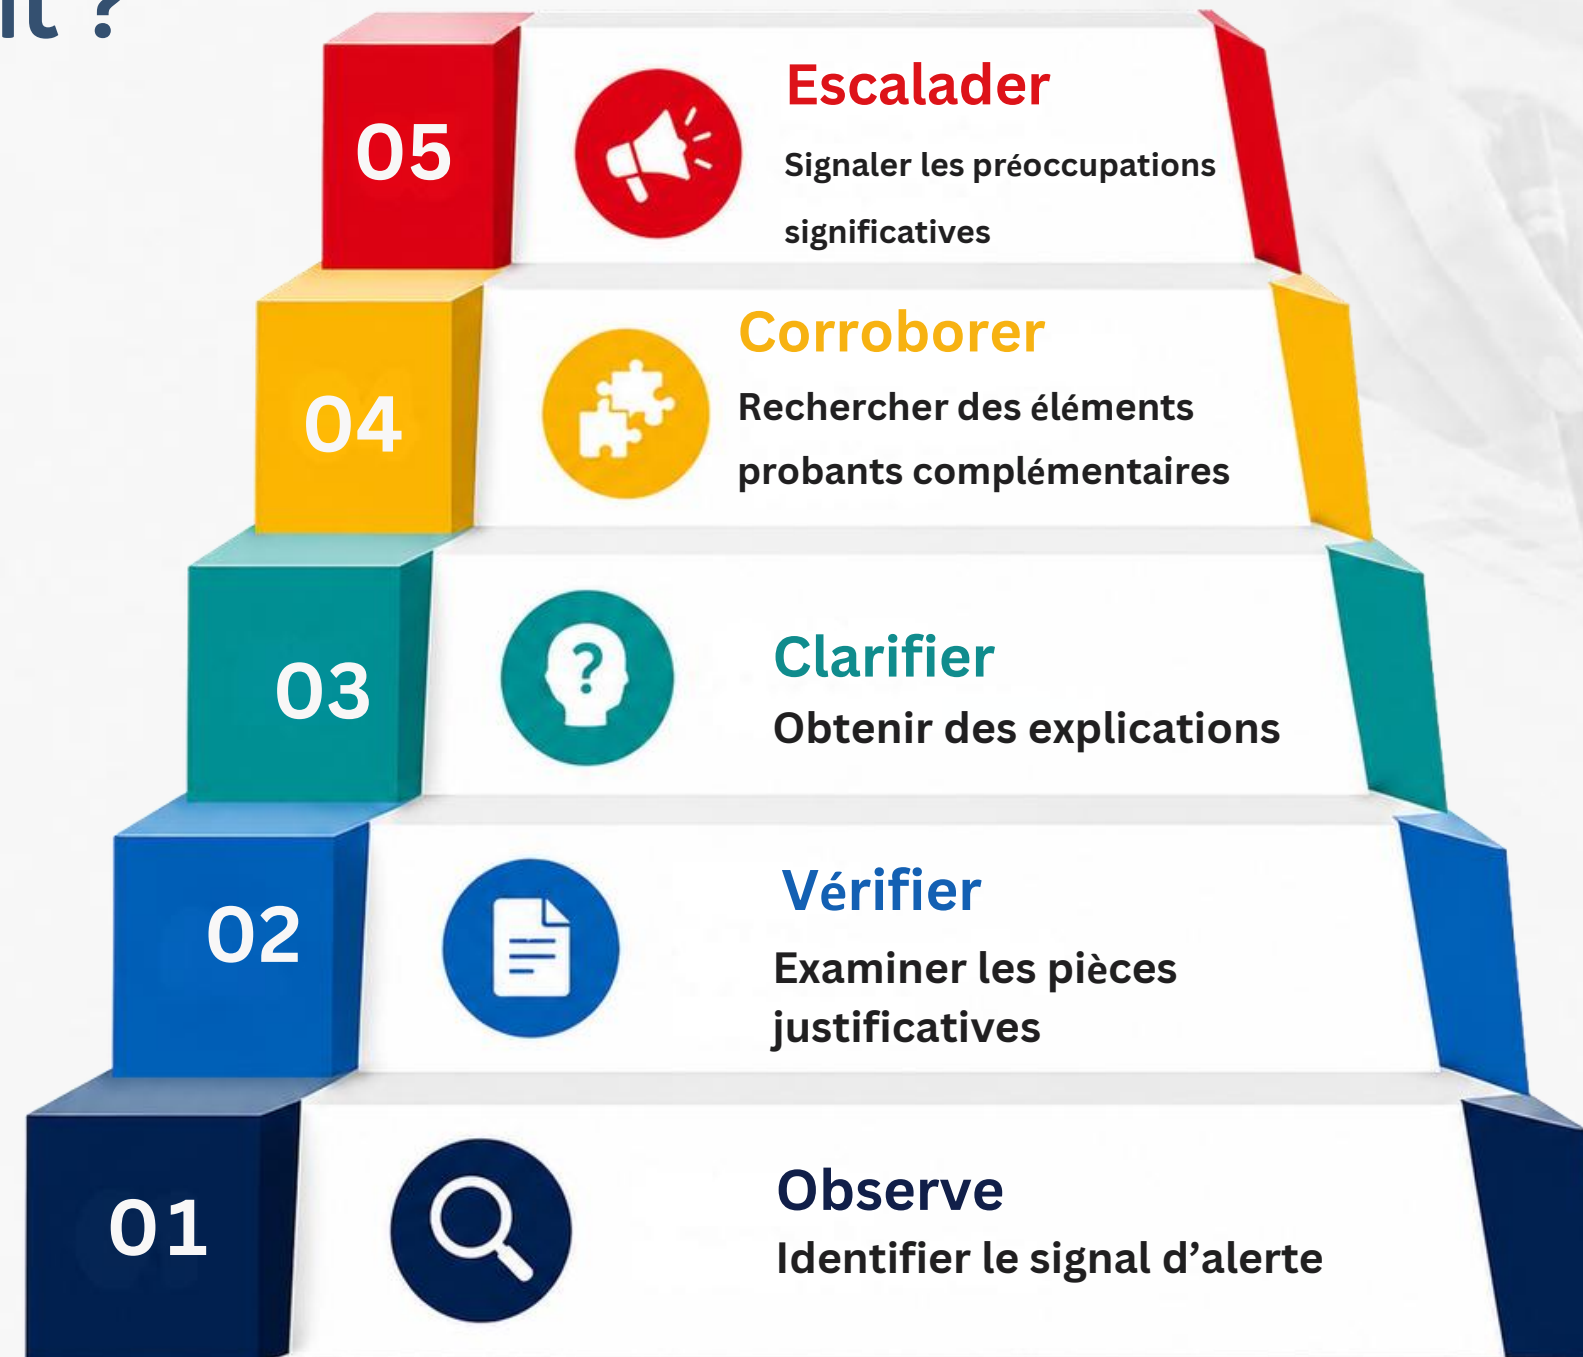 ?
05
Escalader
Signaler les préoccupations
significatives
04
Corroborer
Rechercher des éléments
probants complémentaires
03
Clarifier
Obtenir des explications
02
Vérifier
Examiner les pièces
justificatives
01
Observe
Identifier le signal d’alerte